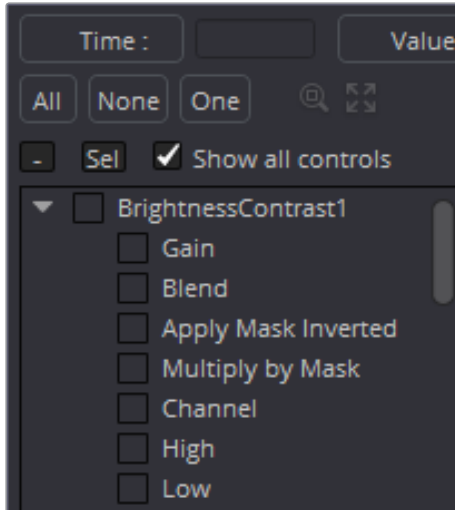 Time : Value
All None One
- Sel Show all controls
BrightnessContrast1
Gain
Blend
Apply Mask Inverted
Multiply by Mask
Channel
High
Low